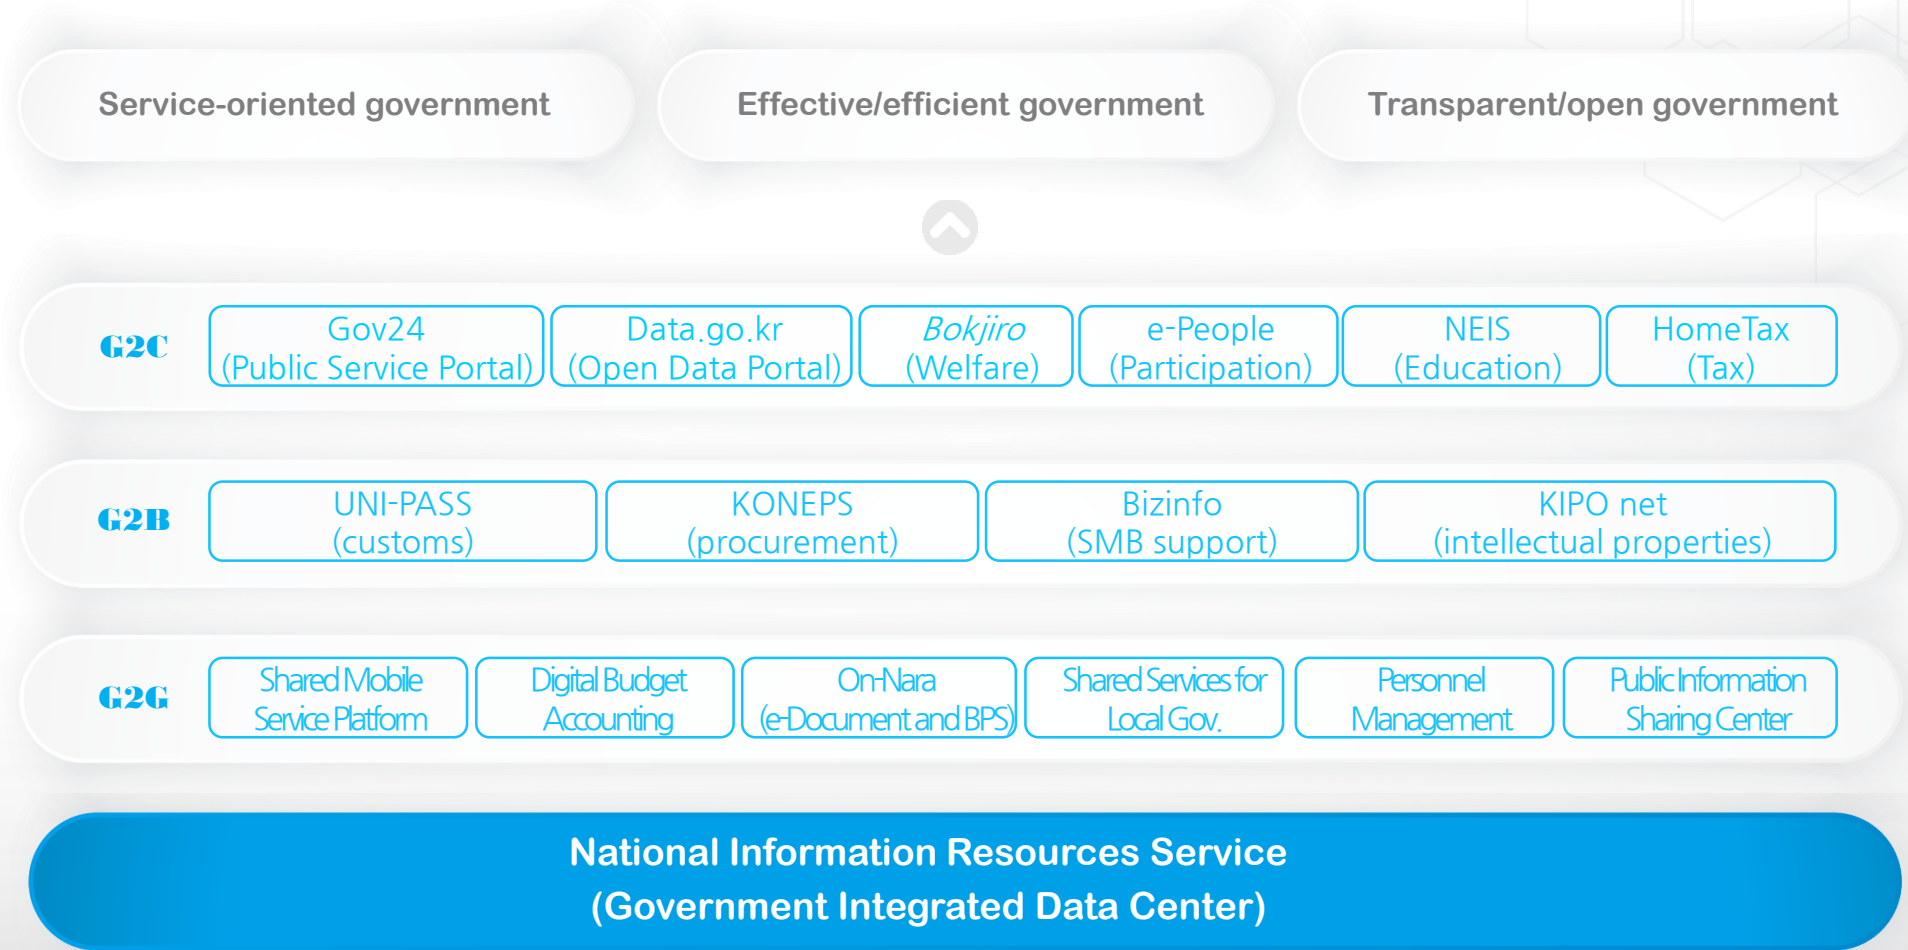 Service-oriented government
Effective/efficient government
Transparent/open government
G2C
Gov24
(Public Service Portal)
Data.go.kr
(Open Data Portal)
Bokjiro
(Welfare)
e-People
(Participation)
NEIS
(Education)
HomeTax
(Tax)
G2B
UNI-PASS
(customs)
KONEPS
(procurement)
Bizinfo
(SMB support)
KIPO net
(intellectual properties)
G2G
Shared Mobile
Service Platform
Digital Budget
Accounting
On-Nara
(e-Document and BPS)
Shared Services for
Local Gov.
Personnel
Management
Public Information
Sharing Center
National Information Resources Service
(Government Integrated Data Center)